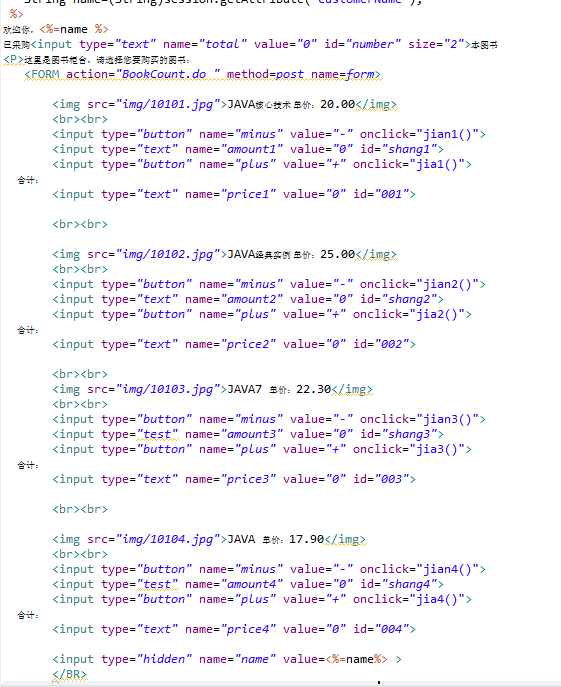 String name=(String)session.getAttribute("customerName");
%>
欢迎你，<%=name %>
已采购<input type="text" name="total" value="0" id="number" size="2">本图书
<P>这里是图书柜台，请选择您要购买的图书：
<FORM action="BookCount.do " method=post name=form>
<img src="img/10101.jpg">JAVA核心技术 单价：20.00</img>
<br><br>
<input type="button" name="minus" value="-" onclick="jian1()">
<input type="text" name="amount1" value="0" id="shang1">
<input type="button" name="plus" value="+" onclick="jia1()">
合计：
<input type="text" name="price1" value="0" id="001">
<br><br>
<img src="img/10102.jpg">JAVA经典实例 单价：25.00</img>
<br><br>
<input type="button" name="minus" value="-" onclick="jian2()">
<input type="text" name="amount2" value="0" id="shang2">
<input type="button" name="plus" value="+" onclick="jia2()">
合计：
<input type="text" name="price2" value="0" id="002">
<br><br>
<img src="img/10103.jpg">JAVA7 单价：22.30</img>
<br><br>
<input type="button" name="minus" value="-" onclick="jian3()">
<input type="test" name="amount3" value="0" id="shang3">
<input type="button" name="plus" value="+" onclick="jia3()">
合计：
<input type="text" name="price3" value="0" id="003">
<br><br>
<img src="img/10104.jpg">JAVA 单价：17.90</img>
<br><br>
<input type="button" name="minus" value="-" onclick="jian4()">
<input type="test" name="amount4" value="0" id="shang4">
<input type="button" name="plus" value="+" onclick="jia4()">
合计：
<input type="text" name="price4" value="0" id="004">
<input type="hidden" name="name" value=<%=name%> >
</BR>